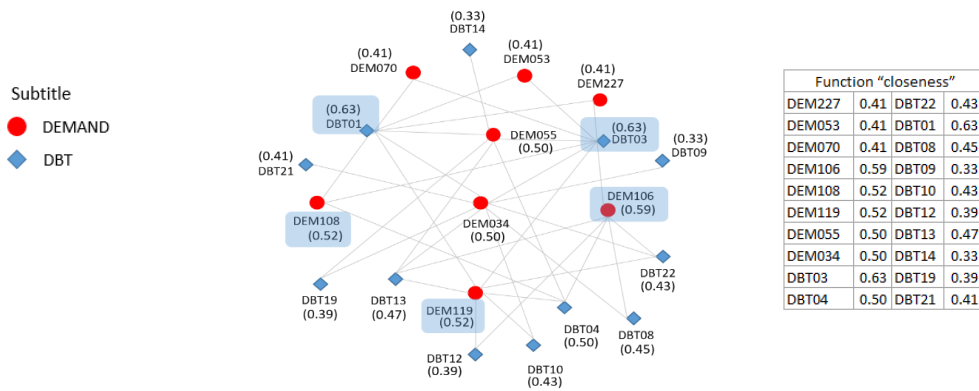 (0.33)
DBT14
(0.41)
DEM070
(0.41)
DEM053
(0.41)
DEM227
Subtitle
DEMAND
DBT
(0.63)
DBT01
DEM055
(0.50)
(0.63)
DBT03
(0.33)
DBT09
(0.41)
DBT21
DEM108
(0.52)
DEM034
(0.50)
DEM106
(0.59)
DBT22
(0.43)
DBT19
(0.39)
DBT13
(0.47)
DEM119
(0.52)
DBT04
(0.50)
DBT08
(0.45)
DBT12
(0.39)
DBT10
(0.43)
Function "closeness"
DEM227 0.41 DBT22 0.43
DEM053 0.41 DBT01 0.63
DEM070 0.41 DBT08 0.45
DEM106 0.59 DBT09 0.33
DEM108 0.52 DBT10 0.43
DEM119 0.52 DBT12 0.39
DEM055 0.50 DBT13 0.47
DEM034 0.50 DBT14 0.33
DBT03 0.63 DBT19 0.39
DBT04 0.50 DBT21 0.41